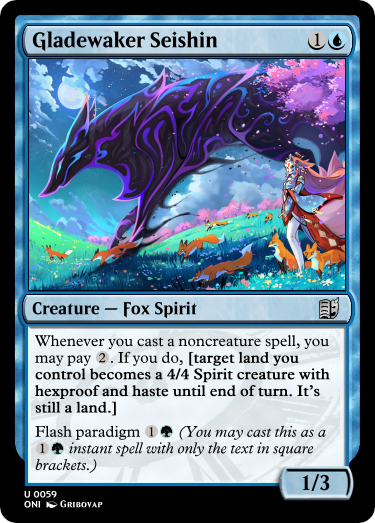 Gladewaker Seishin 1
Creature — Fox Spirit
Whenever you cast a noncreature spell, you
may pay 2. If you do, [target land you
control becomes a 4/4 Spirit creature with
hexproof and haste until end of turn. It's
still a land.]
Flash paradigm 1 (You may cast this as a
1 instant spell with only the text in square
brackets.)
1/3
U 0059
ONI Gribovap